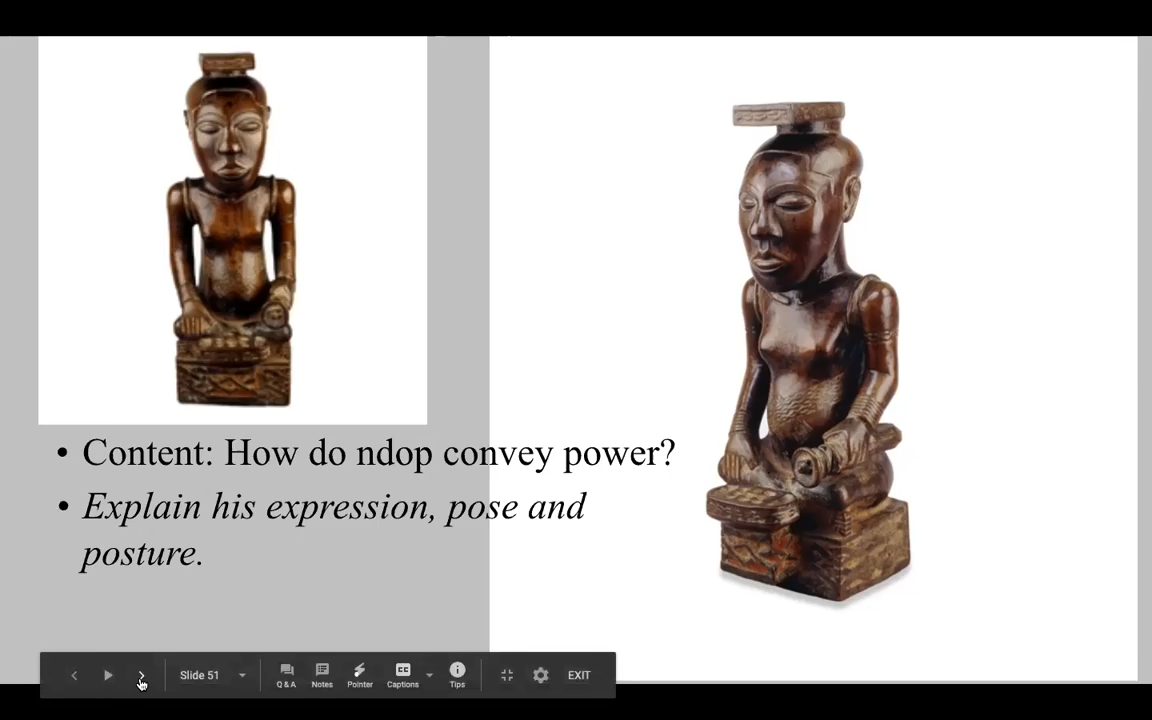 • Content: How do ndop convey power?
• Explain his expression, pose and
posture.
Slide 51
Q & A
Notes
Pointer
CC
Captions
Tips
EXIT